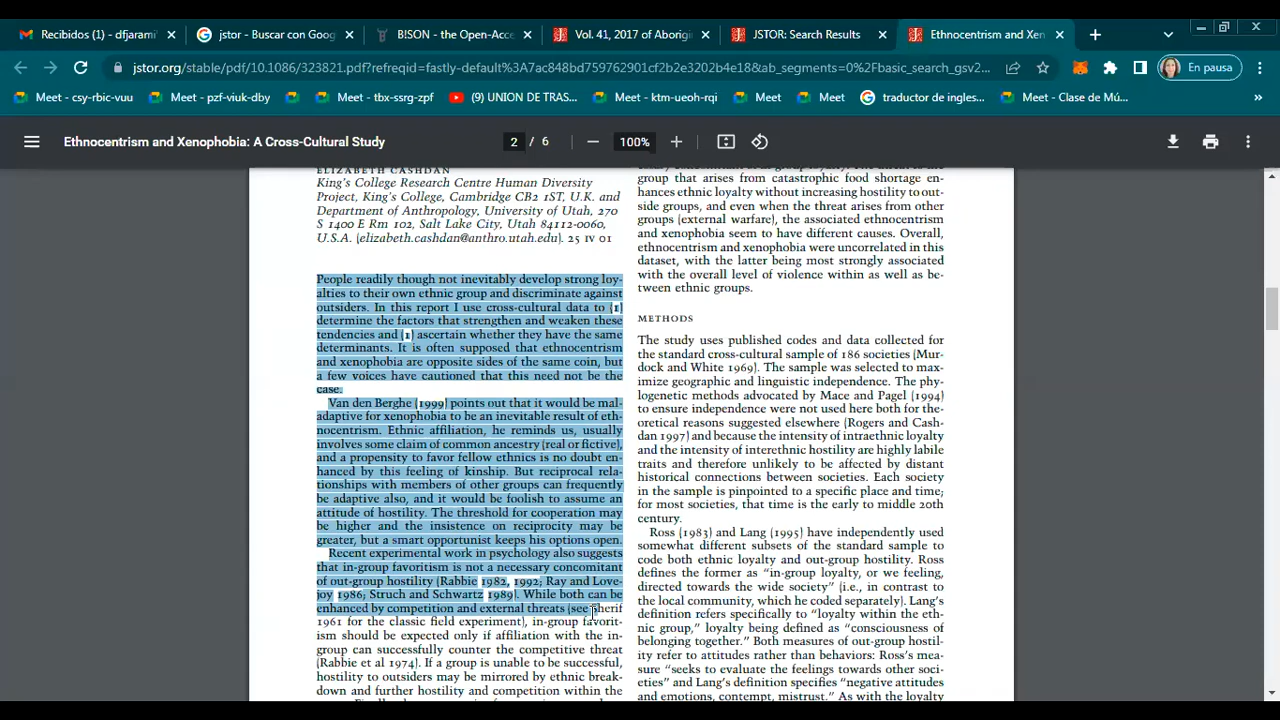 Recibidos (1) - dfjarami
jstor - Buscar con Goog
B!SON - the Open-Acce
Vol. 41, 2017 of Aborigi
JSTOR: Search Results
Ethnocentrism and Xen
jstor.org/stable/pdf/10.1086/323821.pdf?refreqid=fastly-default%3A7ac848bd759762901cf2b2e3202b4e18&ab_segments=0%2Fbasic_search_gsv2...
En pausa
Meet - csy-rbic-vuu
Meet - pzf-viuk-dby
Meet - tbx-ssrg-zpf
(9) UNION DE TRAS...
Meet - ktm-ueoh-rqi
Meet
Meet
traductor de ingles...
Meet - Clase de Mú...
»
Ethnocentrism and Xenophobia: A Cross-Cultural Study
2 / 6
100%
ELIZABETH CASHDAN
King's College Research Centre Human Diversity
Project, King's College, Cambridge CB2 1ST, U.K. and
Department of Anthropology, University of Utah, 270
S 1400 E Rm 102, Salt Lake City, Utah 84112-0060,
U.S.A. (elizabeth.cashdan@anthro.utah.edu). 25 IV 01
People readily though not inevitably develop strong loy-
alties to their own ethnic group and discriminate against
outsiders. In this report I use cross-cultural data to (1)
determine the factors that strengthen and weaken these
tendencies and (1) ascertain whether they have the same
determinants. It is often supposed that ethnocentrism
and xenophobia are opposite sides of the same coin, but
a few voices have cautioned that this need not be the
case.
Van den Berghe (1999) points out that it would be mal-
adaptive for xenophobia to be an inevitable result of eth-
nocentrism. Ethnic affiliation, he reminds us, usually
involves some claim of common ancestry (real or fictive),
and a propensity to favor fellow ethnics is no doubt en-
hanced by this feeling of kinship. But reciprocal rela-
tionships with members of other groups can frequently
be adaptive also, and it would be foolish to assume an
attitude of hostility. The threshold for cooperation may
be higher and the insistence on reciprocity may be
greater, but a smart opportunist keeps his options open.
Recent experimental work in psychology also suggests
that in-group favoritism is not a necessary concomitant
of out-group hostility (Rabbie 1982, 1992; Ray and Love-
joy 1986; Struch and Schwartz 1989). While both can be
enhanced by competition and external threats (see Sherif
1961 for the classic field experiment), in-group favorit-
ism should be expected only if affiliation with the in-
group can successfully counter the competitive threat
(Rabbie et al 1974). If a group is unable to be successful,
hostility to outsiders may be mirrored by ethnic break-
down and further hostility and competition within the
group that arises from catastrophic food shortage en-
hances ethnic loyalty without increasing hostility to out-
side groups, and even when the threat arises from other
groups (external warfare), the associated ethnocentrism
and xenophobia seem to have different causes. Overall,
ethnocentrism and xenophobia were uncorrelated in this
dataset, with the latter being most strongly associated
with the overall level of violence within as well as be-
tween ethnic groups.
METHODS
The study uses published codes and data collected for
the standard cross-cultural sample of 186 societies (Mur-
dock and White 1969). The sample was selected to max-
imize geographic and linguistic independence. The phy-
logenetic methods advocated by Mace and Pagel (1994)
to ensure independence were not used here both for the-
oretical reasons suggested elsewhere (Rogers and Cash-
dan 1997) and because the intensity of intraethnic loyalty
and the intensity of interethnic hostility are highly labile
traits and therefore unlikely to be affected by distant
historical connections between societies. Each society
in the sample is pinpointed to a specific place and time;
for most societies, that time is the early to middle 20th
century.
Ross (1983) and Lang (1995) have independently used
somewhat different subsets of the standard sample to
code both ethnic loyalty and out-group hostility. Ross
defines the former as “in-group loyalty, or we feeling,
directed towards the wide society” (i.e., in contrast to
the local community, which he coded separately). Lang's
definition refers specifically to “loyalty within the eth-
nic group,” loyalty being defined as “consciousness of
belonging together.” Both measures of out-group hostil-
ity refer to attitudes rather than behaviors: Ross's mea-
sure “seeks to evaluate the feelings towards other soci-
eties” and Lang's definition specifies “negative attitudes
and emotions, contempt, mistrust.” As with the loyalty